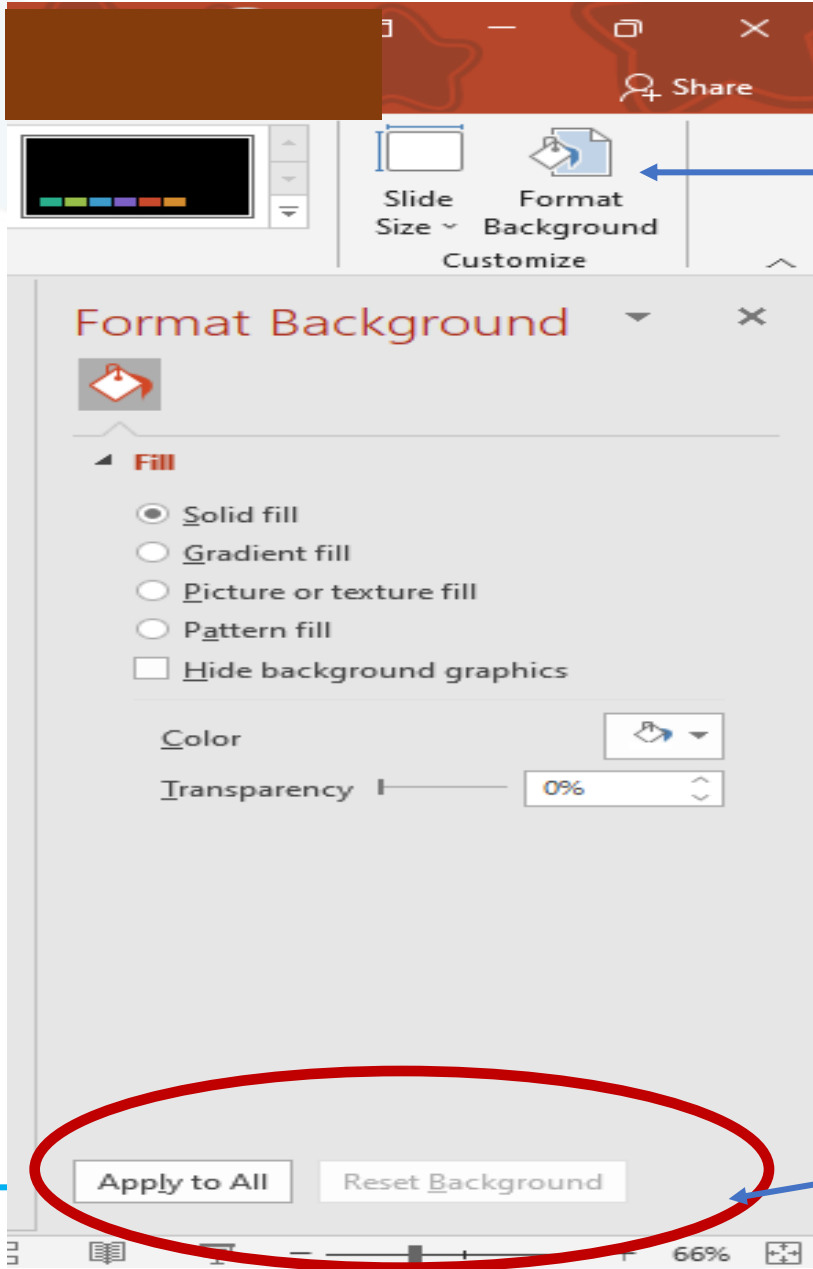 Share
Slide Size
Format Background
Customize
Format Background
Fill
Solid fill
Gradient fill
Picture or texture fill
Pattern fill
Hide background graphics
Color
Transparency
0%
Apply to All
Reset Background
66%